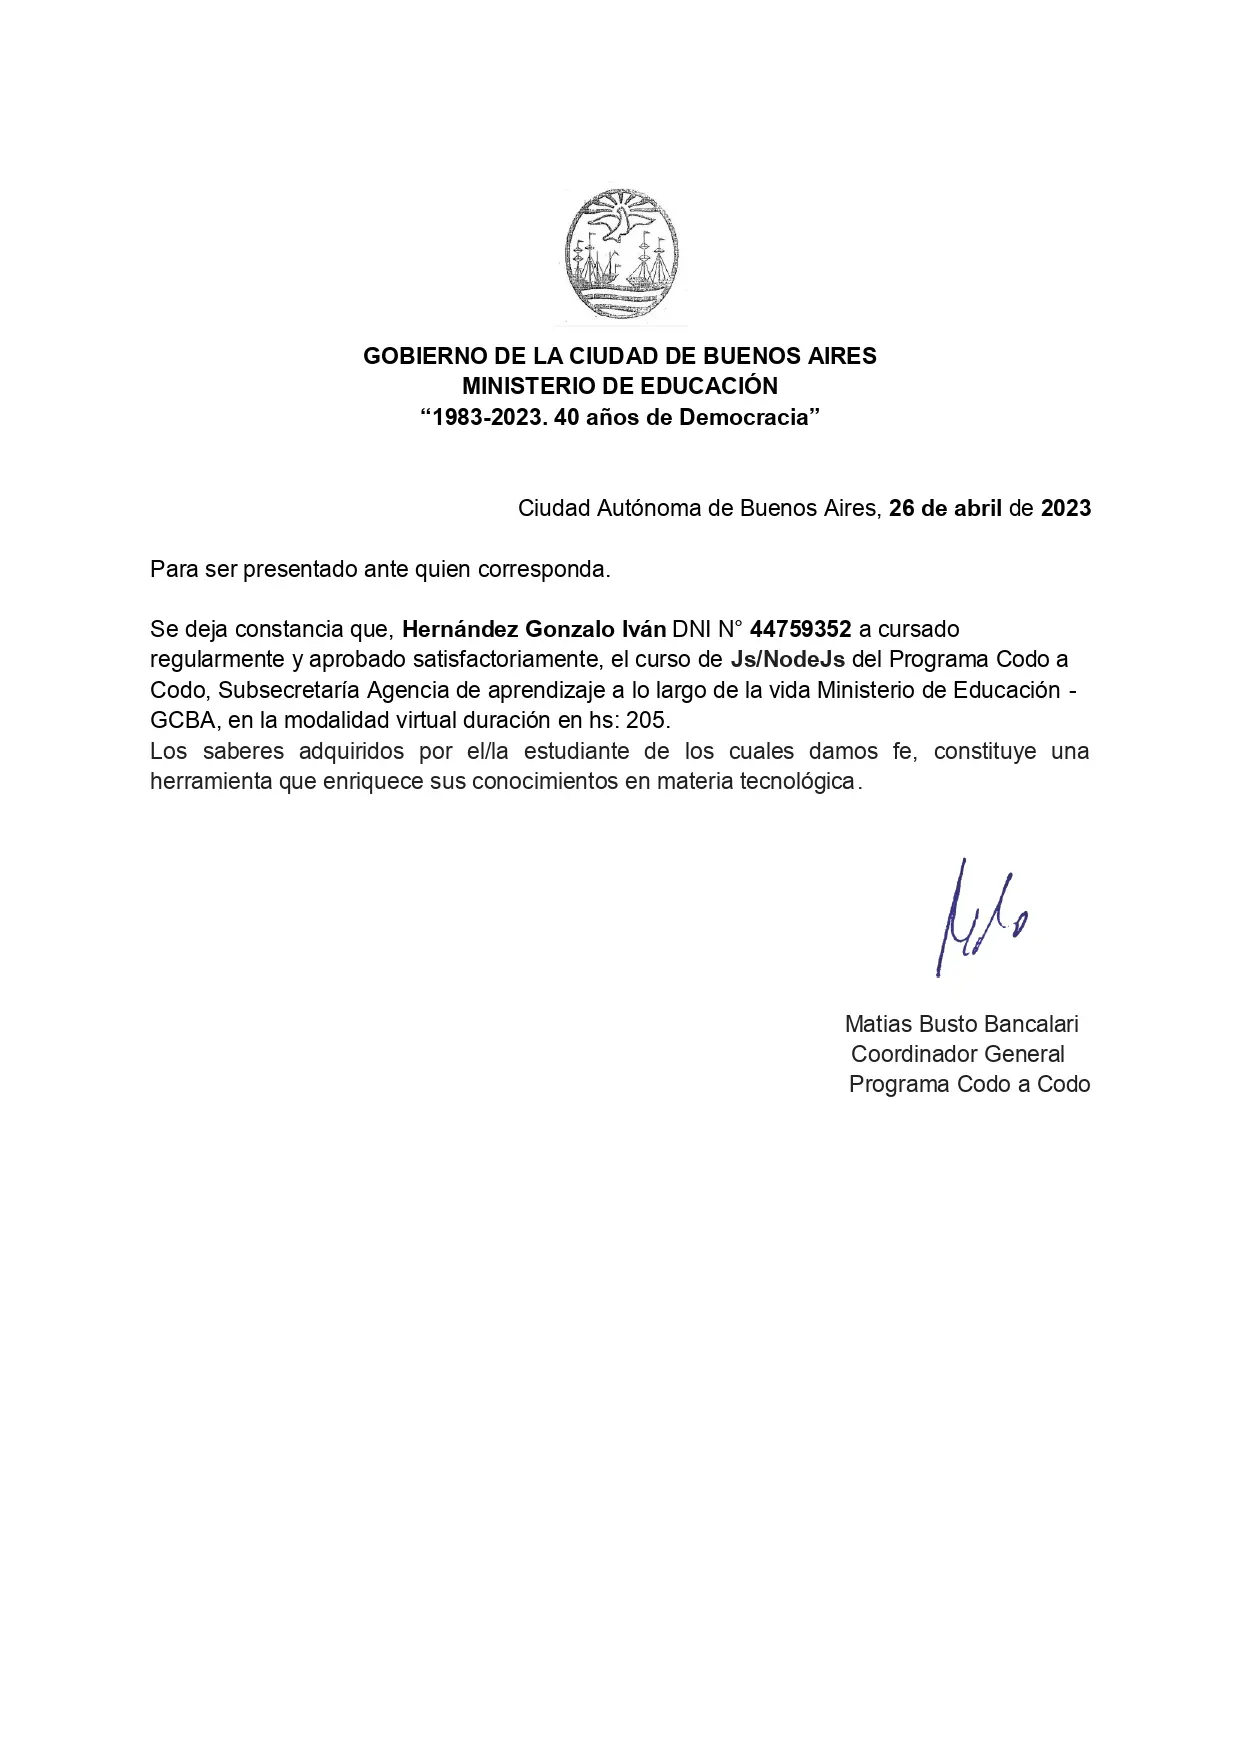 GOBIERNO DE LA CIUDAD DE BUENOS AIRES
MINISTERIO DE EDUCACIÓN
“1983-2023. 40 años de Democracia”
Ciudad Autónoma de Buenos Aires, 26 de abril de 2023
Para ser presentado ante quien corresponda.
Se deja constancia que, Hernández Gonzalo Iván DNI N° 44759352 a cursado
regularmente y aprobado satisfactoriamente, el curso de Js/NodeJs del Programa Codo a
Codo, Subsecretaría Agencia de aprendizaje a lo largo de la vida Ministerio de Educación -
GCBA, en la modalidad virtual duración en hs: 205.
Los saberes adquiridos por el/la estudiante de los cuales damos fe, constituye una
herramienta que enriquece sus conocimientos en materia tecnológica.
Matias Busto Bancalari
Coordinador General
Programa Codo a Codo